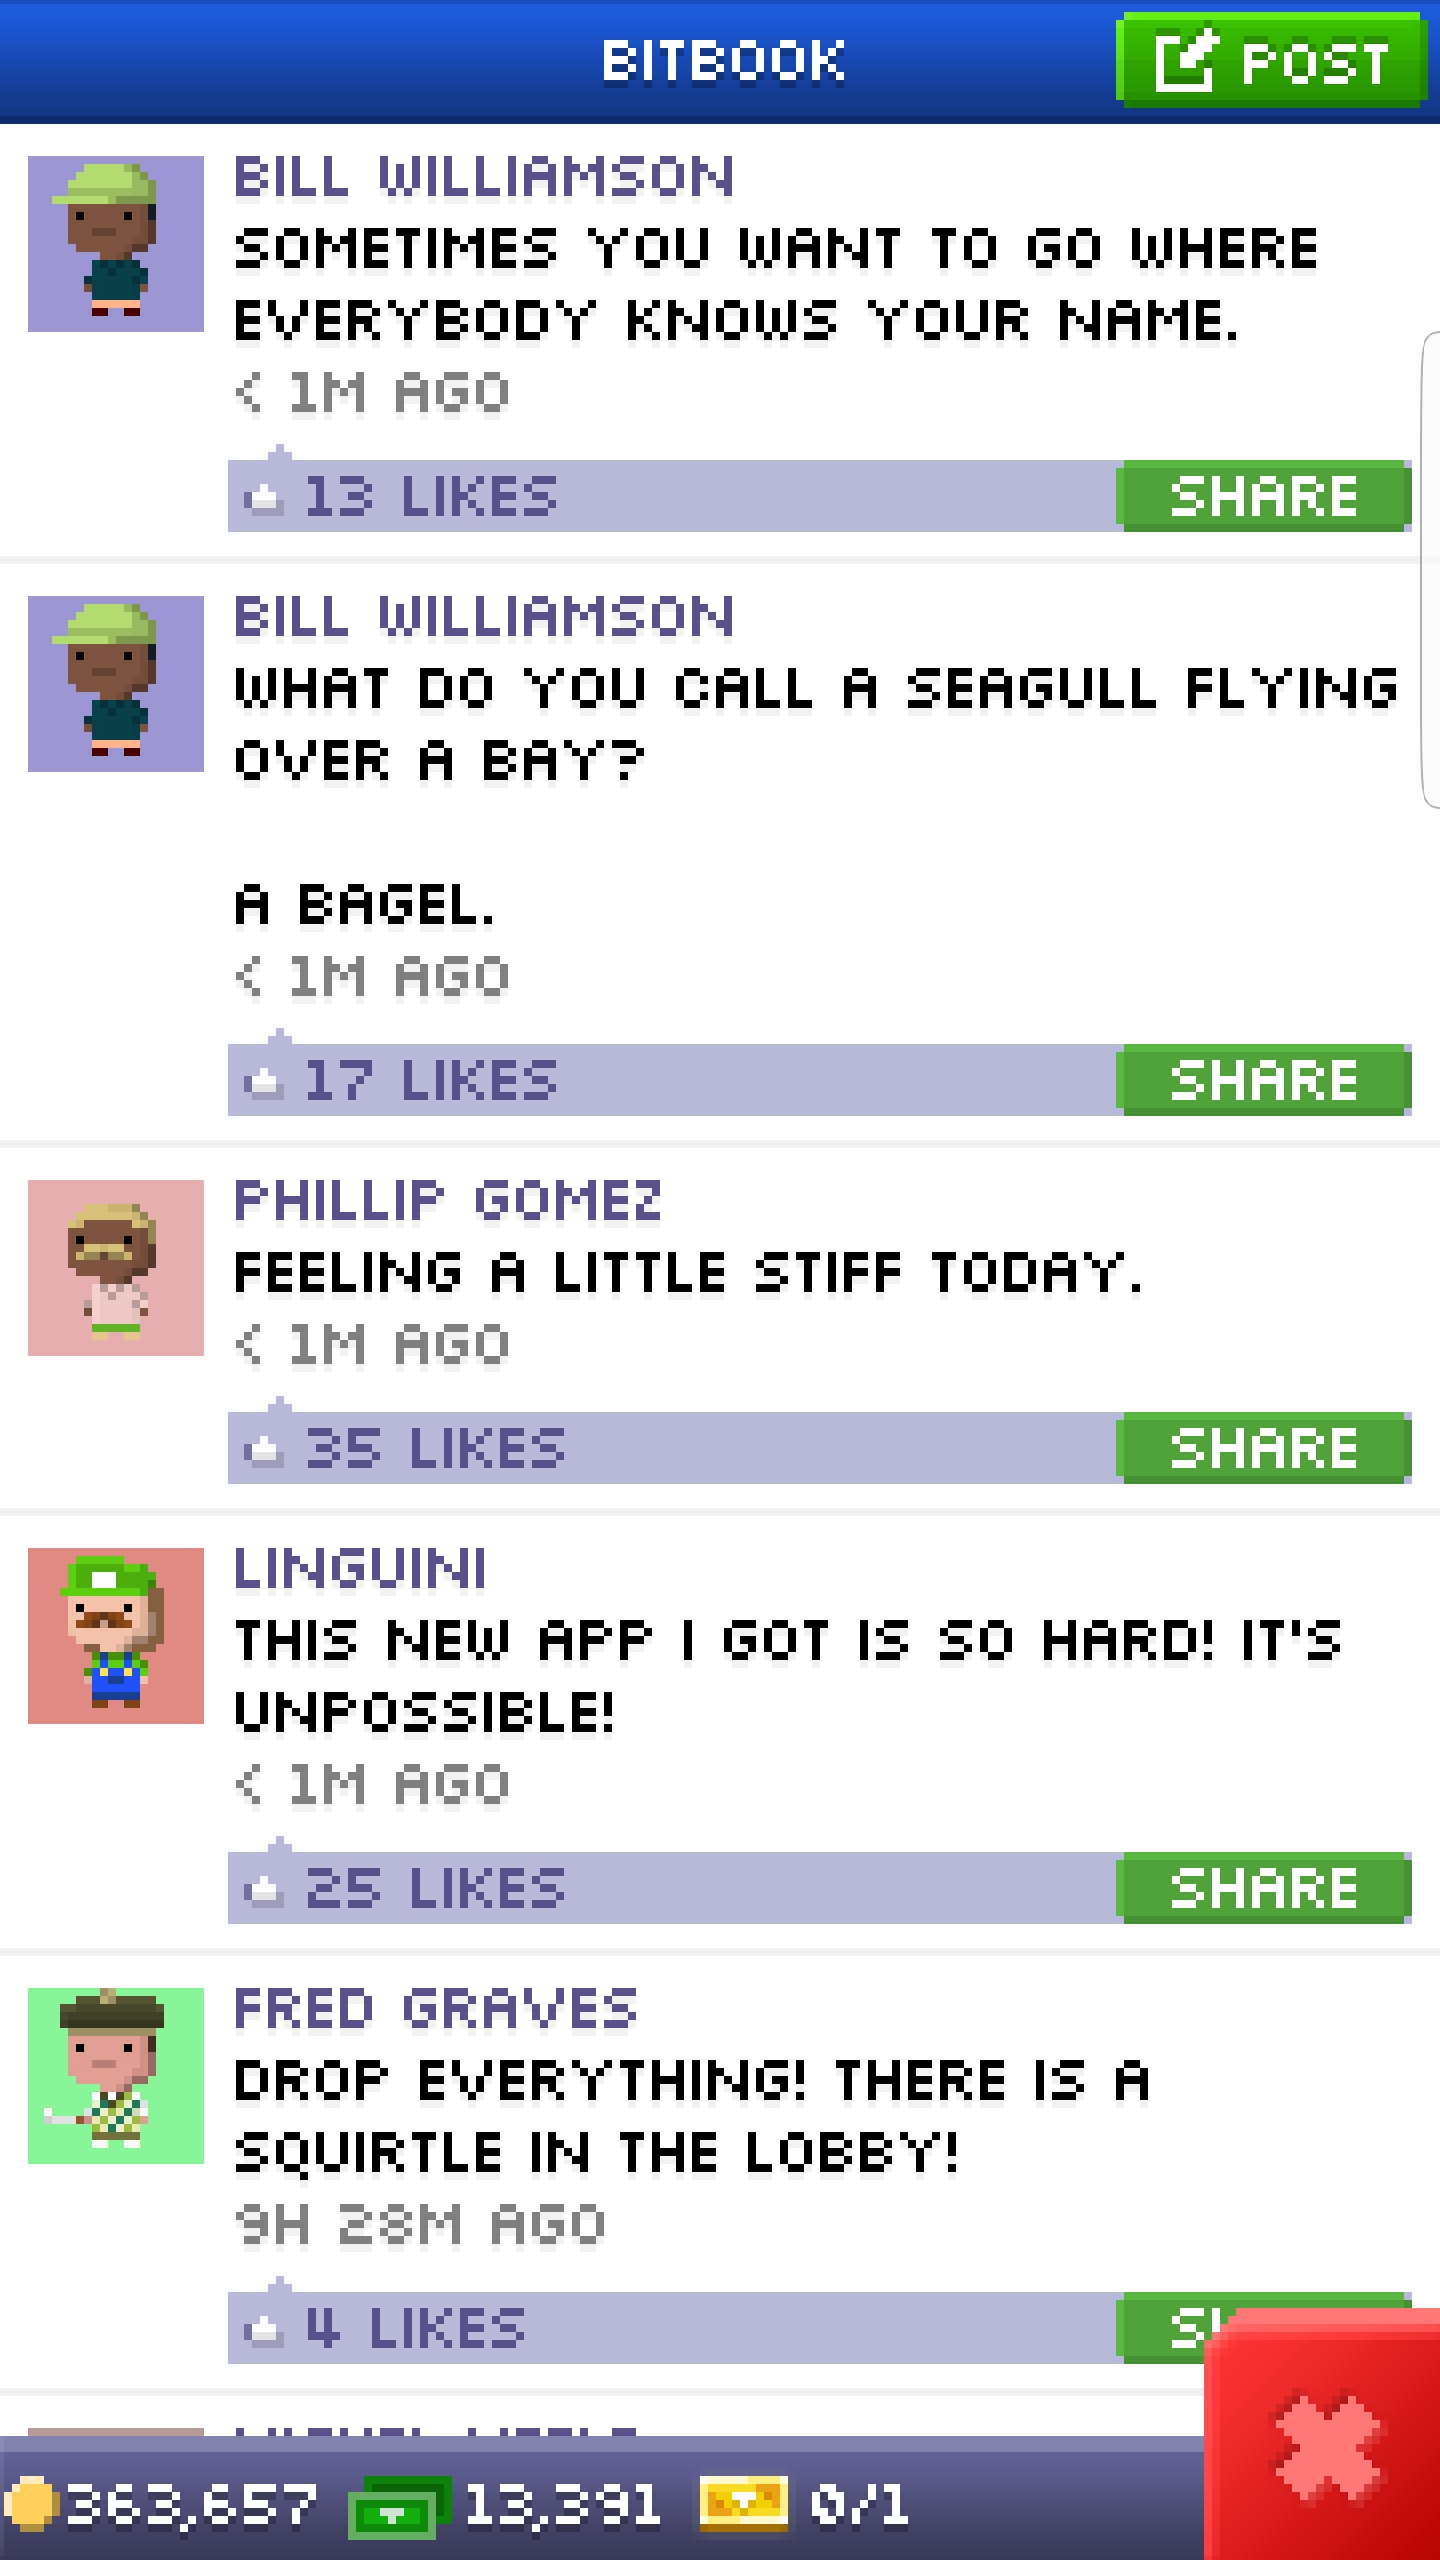 BITBOOK
POST
BILL WILLIAMSON
SOMETIMES YOU WANT TO GO WHERE
EVERYBODY KNOWS YOUR NAME.
< 1M AGO
13 LIKES
SHARE
BILL WILLIAMSON
WHAT DO YOU CALL A SEAGULL FLYING
OVER A BAY?
A BAGEL.
< 1M AGO
17 LIKES
SHARE
PHILLIP GOMEZ
FEELING A LITTLE STIFF TODAY.
< 1M AGO
35 LIKES
SHARE
LINGUINI
THIS NEW APP I GOT IS SO HARD! IT'S
UNPOSSIBLE!
< 1M AGO
25 LIKES
SHARE
FRED GRAVES
DROP EVERYTHING! THERE IS A
SQUIRTLE IN THE LOBBY!
9H 28M AGO
4 LIKES
363,657
13,391
0/1